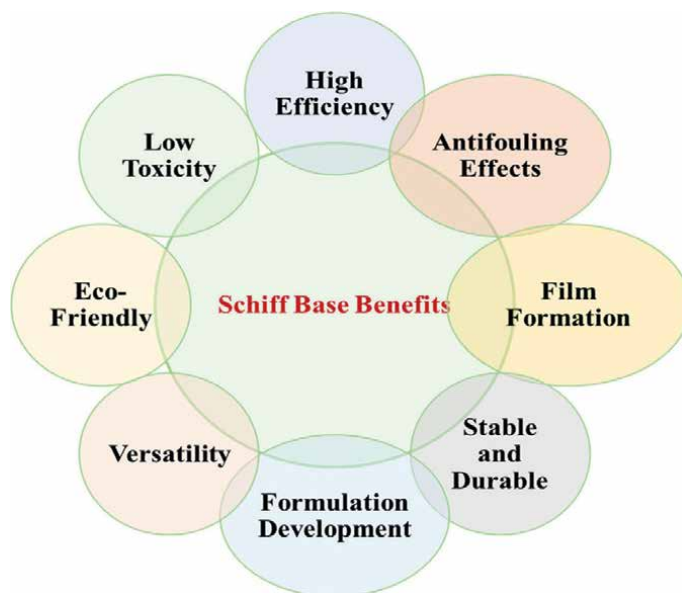 High
Efficiency
Antifouling
Effects
Film
Formation
Stable
and
Durable
Formulation
Development
Versatility
Eco-
Friendly
Low
Toxicity
Schiff Base Benefits